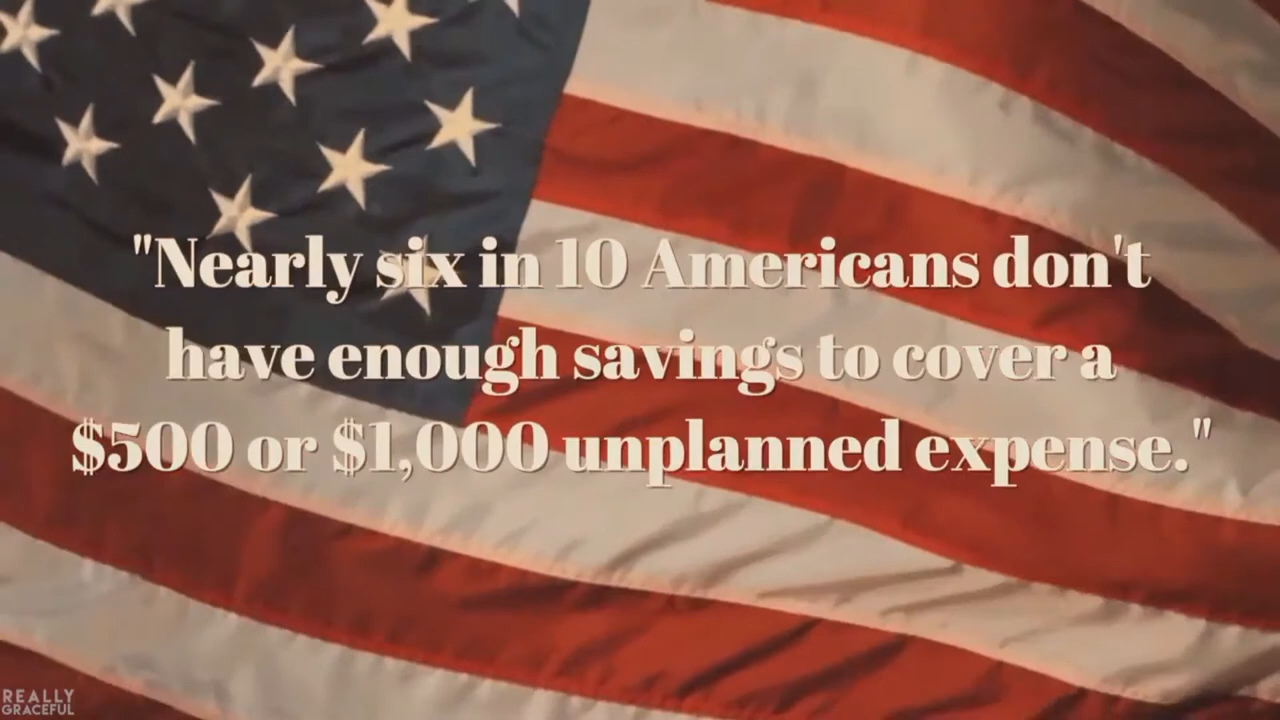 "Nearly six in 10 Americans don't
have enough savings to cover a
$500 or $1,000 unplanned expense."
REALLY
GRACEFUL